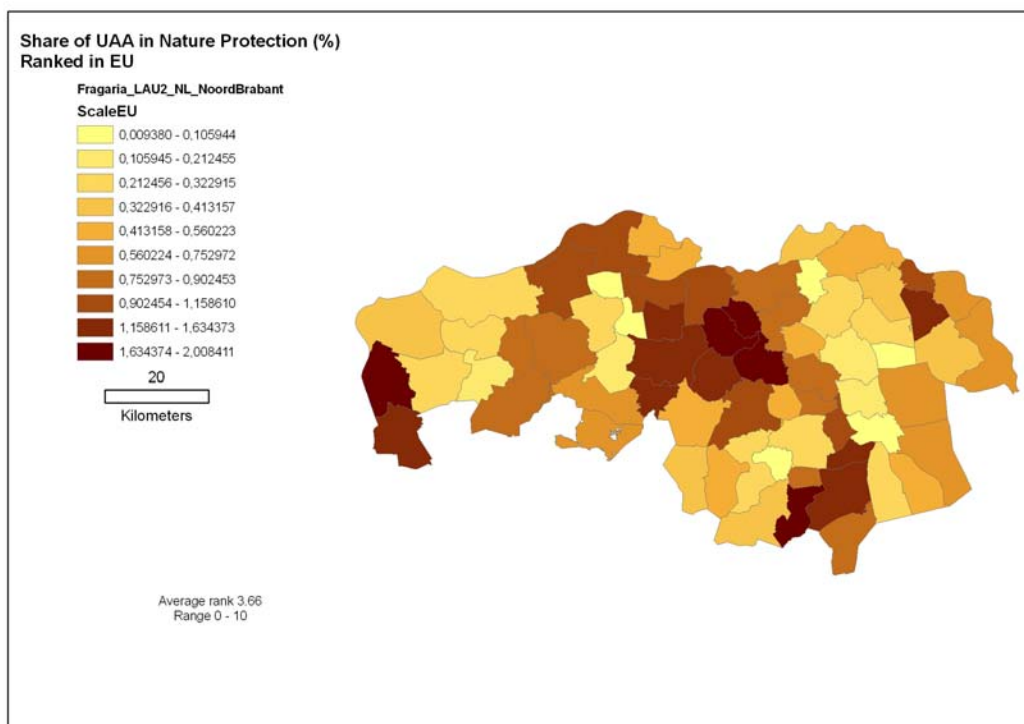 Share of UAA in Nature Protection (%)
Ranked in EU
Fragaria_LAU2_NL_NoordBrabant
ScaleEU
0,009380 - 0,105944
0,105945 - 0,212455
0,212456 - 0,322915
0,322916 - 0,413157
0,413158 - 0,560223
0,560224 - 0,752972
0,752973 - 0,902453
0,902454 - 1,158610
1,158611 - 1,634373
1,634374 - 2,008411
20
Kilometers
Average rank 3.66
Range 0 - 10